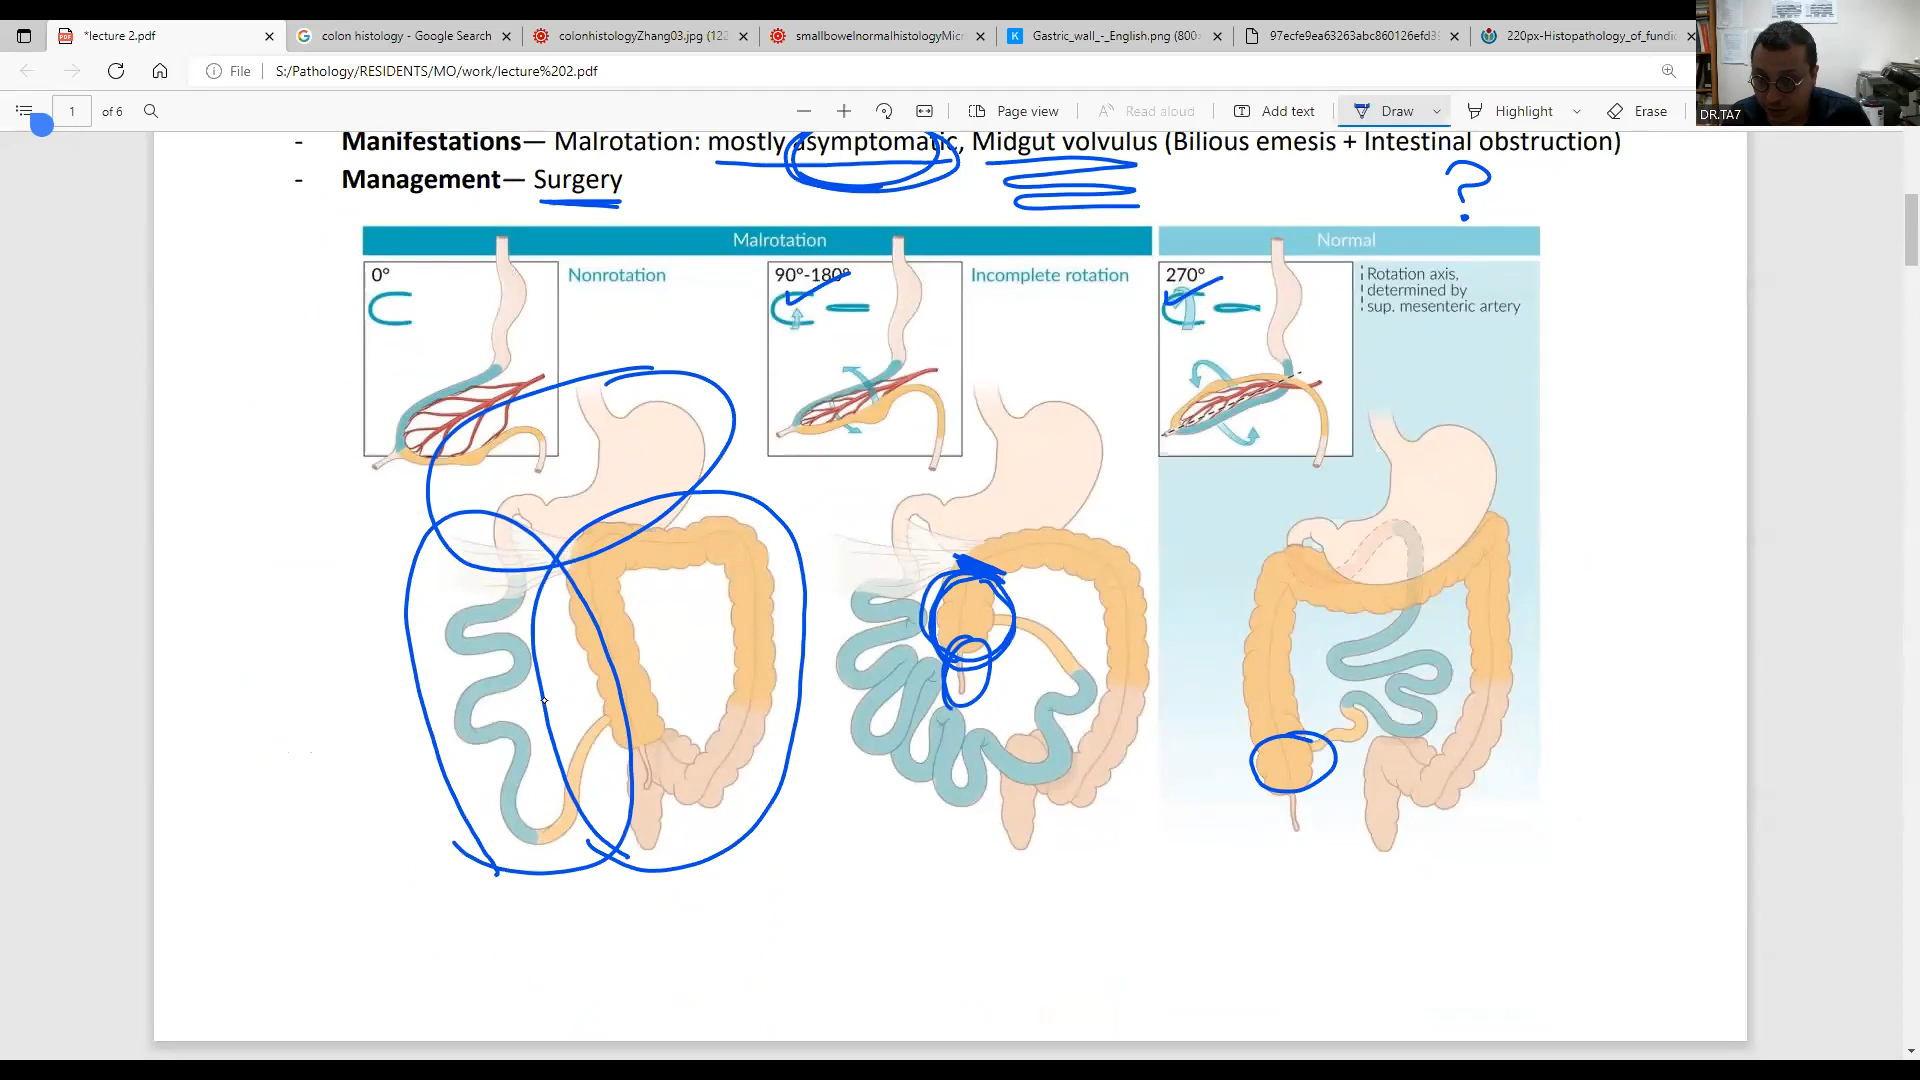 *lecture 2.pdf
colon histology - Google Search
colonhistologyZhang03.jpg (122
smallbowelnormalhistologyMicr
Gastric_wall_-_English.png (800×
97ecfe9ea63263abc860126efd3
220px-Histopathology_of_fundi
File
S:/Pathology/RESIDENTS/MO/work/lecture%202.pdf
1 of 6
Page view
Read aloud
Add text
Draw
Highlight
Erase
DR.TA7
- Manifestations— Malrotation: mostly asymptomatic, Midgut volvulus (Bilious emesis + Intestinal obstruction)
- Management— Surgery
?
Malrotation
Normal
0°
Nonrotation
90°-180°
Incomplete rotation
270°
Rotation axis,
determined by
sup. mesenteric artery